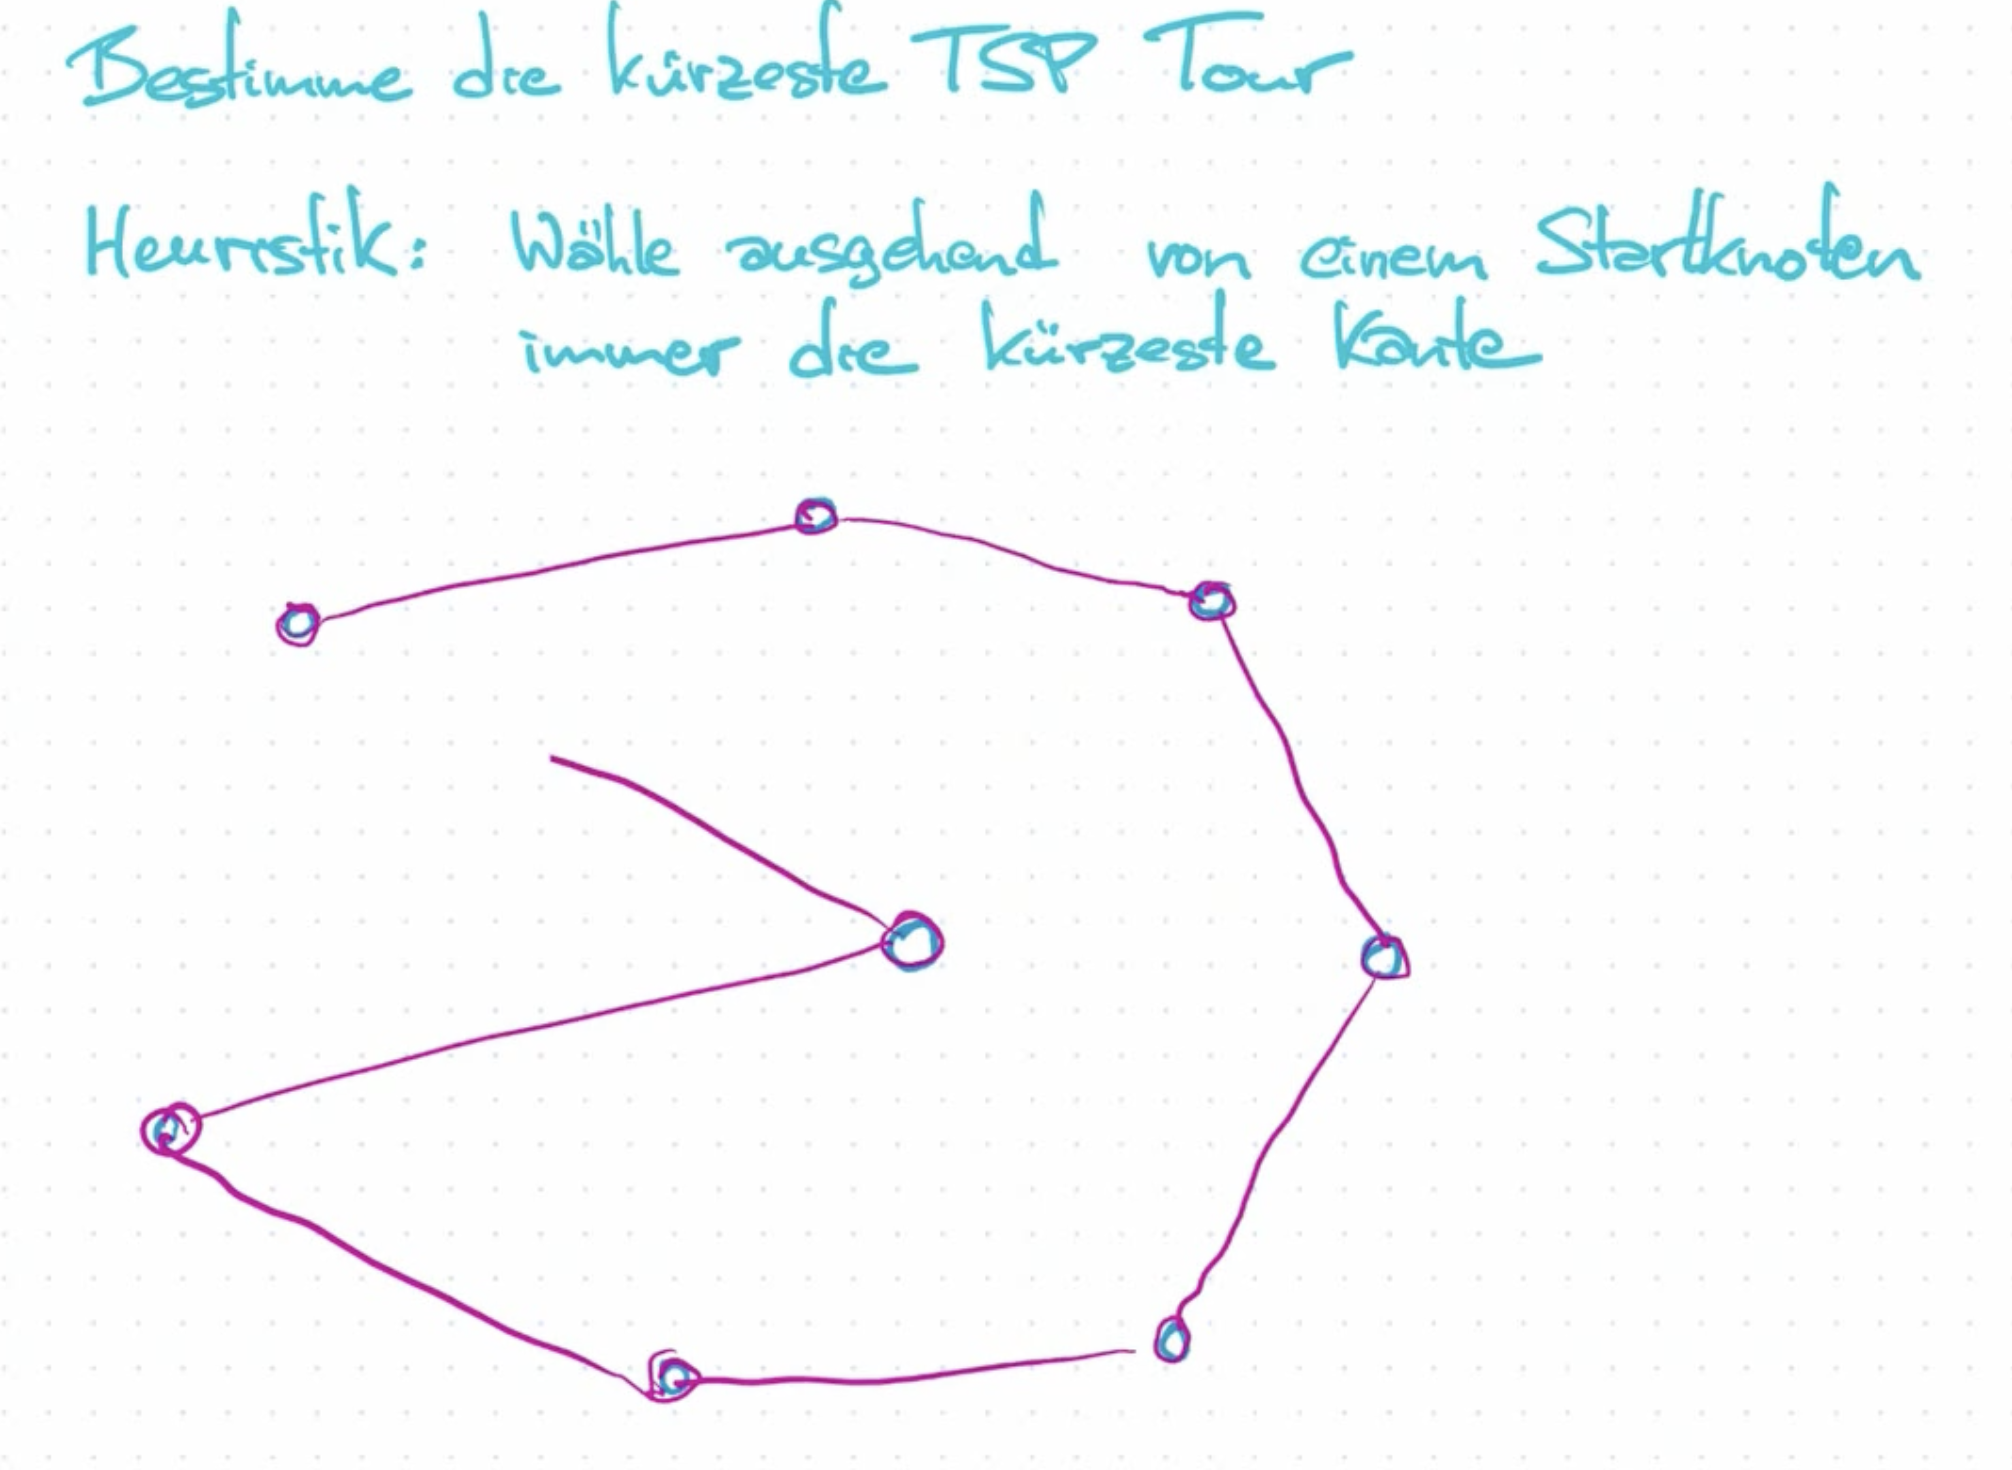 Bestimme die kürzeste TSP Tour
Heuristik: Wähle ausgehend von einem Startknoten
immer die kürzeste Kante